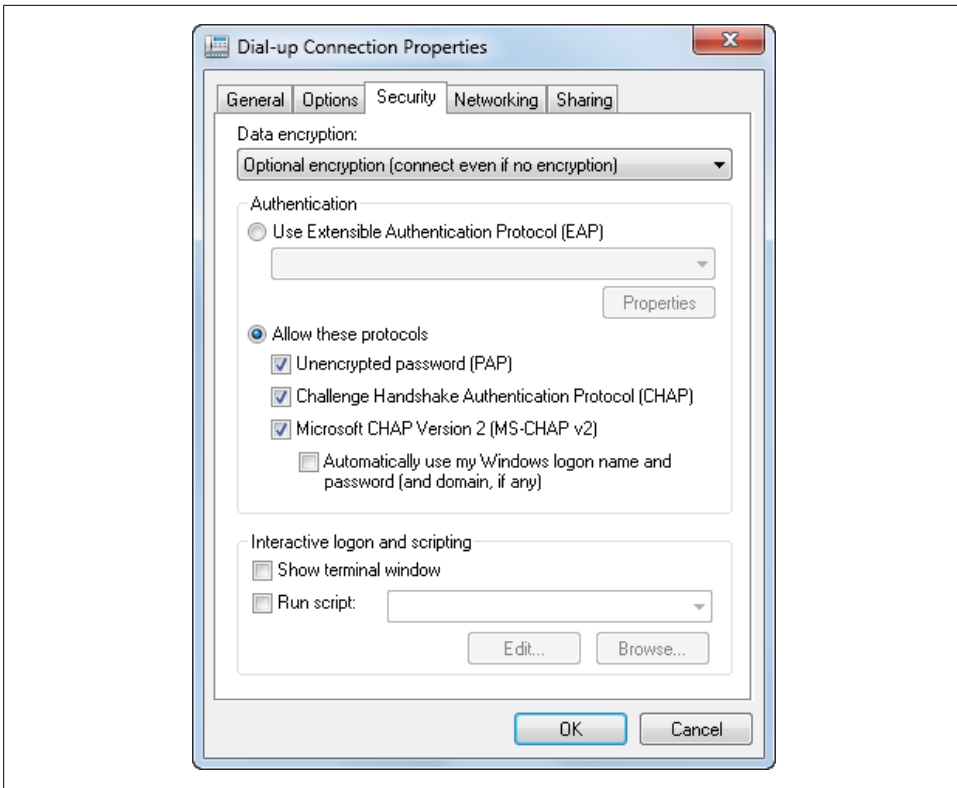 Dial-up Connection Properties
General Options Security Networking Sharing
Data encryption:
Optional encryption (connect even if no encryption)
Authentication
Use Extensible Authentication Protocol (EAP)
Properties
Allow these protocols
Unencrypted password (PAP)
Challenge Handshake Authentication Protocol (CHAP)
Microsoft CHAP Version 2 (MS-CHAP v2)
Automatically use my Windows logon name and
password (and domain, if any)
Interactive logon and scripting
Show terminal window
Run script:
Edit... Browse...
OK Cancel